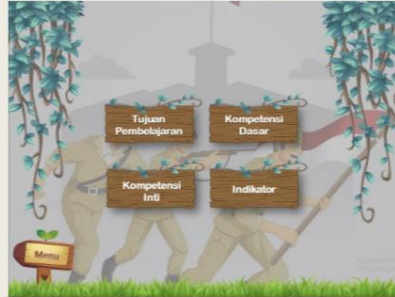 Tujuan
Pembelajaran
Kompetensi
Dasar
Kompetensi
Inti
Indikator
Menu